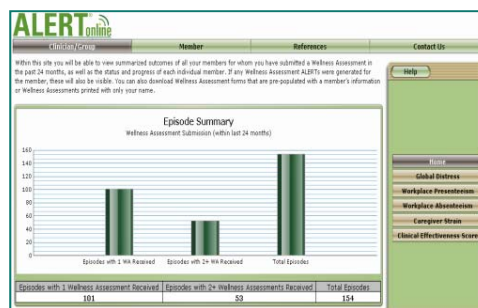 ALERT® online
Clinician/Group Member References Contact Us
Within this site you will be able to view summarized outcomes of all your members for whom you have submitted a Wellness Assessment in
the past 24 months, as well as the status and progress of each individual member. If any Wellness Assessment ALERTs were generated for
the member, these will also be visible. You can also download Wellness Assessment forms that are pre-populated with a member's information
or Wellness Assessments printed with only your name.
Help
Episode Summary
Wellness Assessment Submission (within last 24 months)
160
140
120
100
80
60
40
20
0
Episodes with 1 WA Received Episodes with 2+ WA Received Total Episodes
Episodes with 1 Wellness Assessment Received Episodes with 2+ Wellness Assessments Received Total Episodes
101 53 154
Home
Global Distress
Workplace Presenteeism
Workplace Absenteeism
Caregiver Strain
Clinical Effectiveness Score